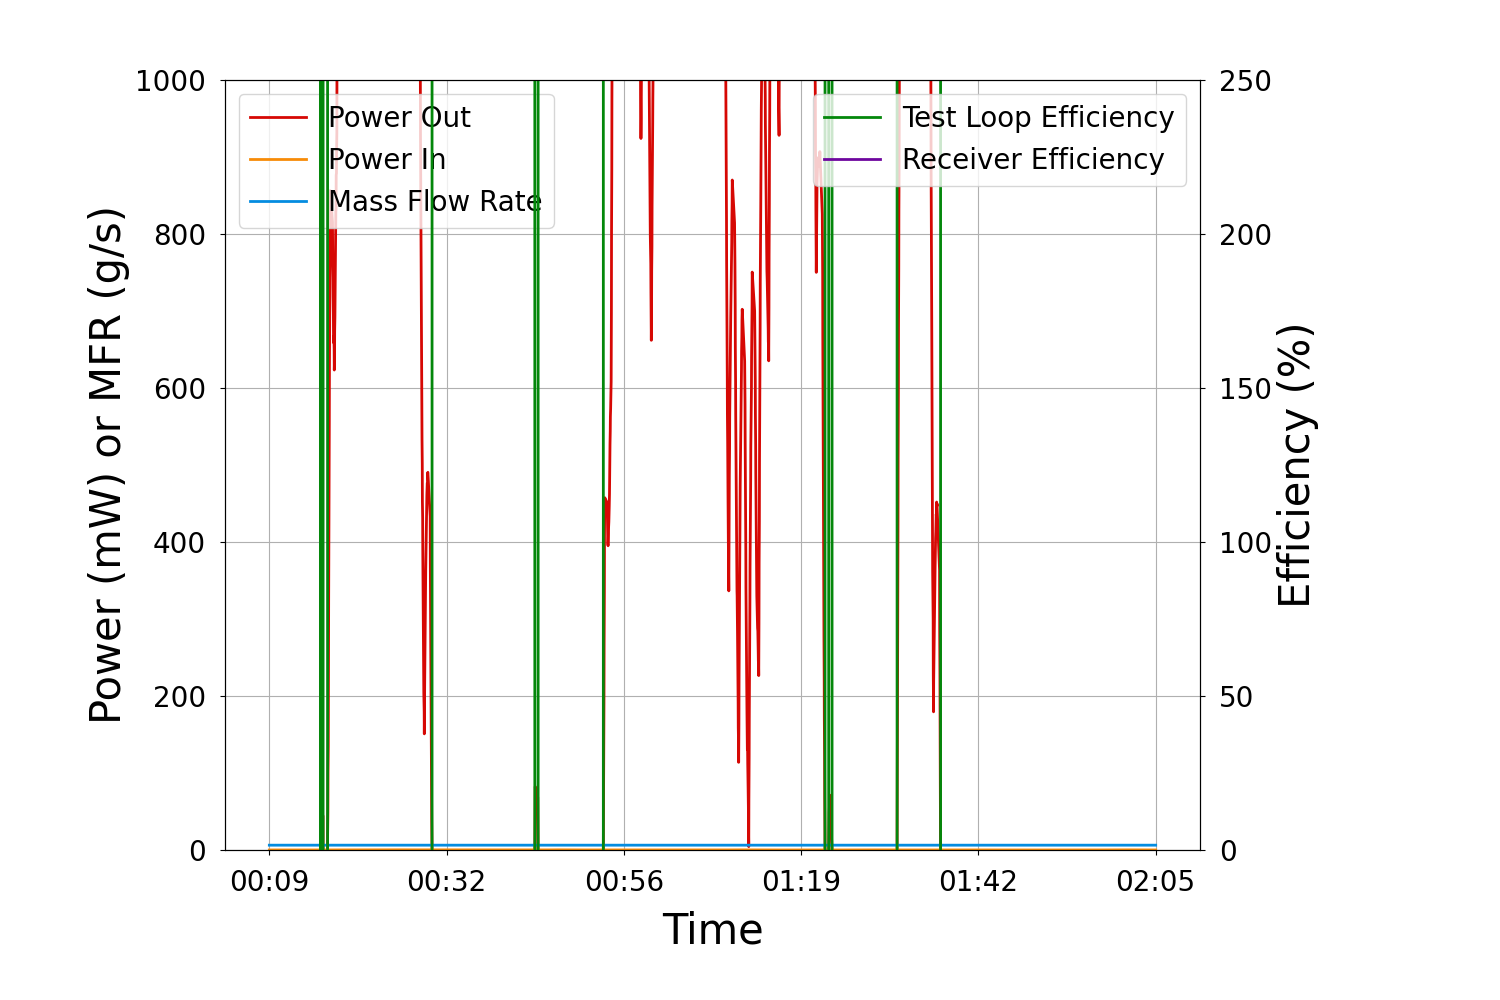 1000
800
600
400
200
0
Power (mW) or MFR (g/s)
Power Out
Power In
Mass Flow Rate
Test Loop Efficiency
Receiver Efficiency
250
200
150
100
50
0
Efficiency (%)
00:09 00:32 00:56 01:19 01:42 02:05
Time